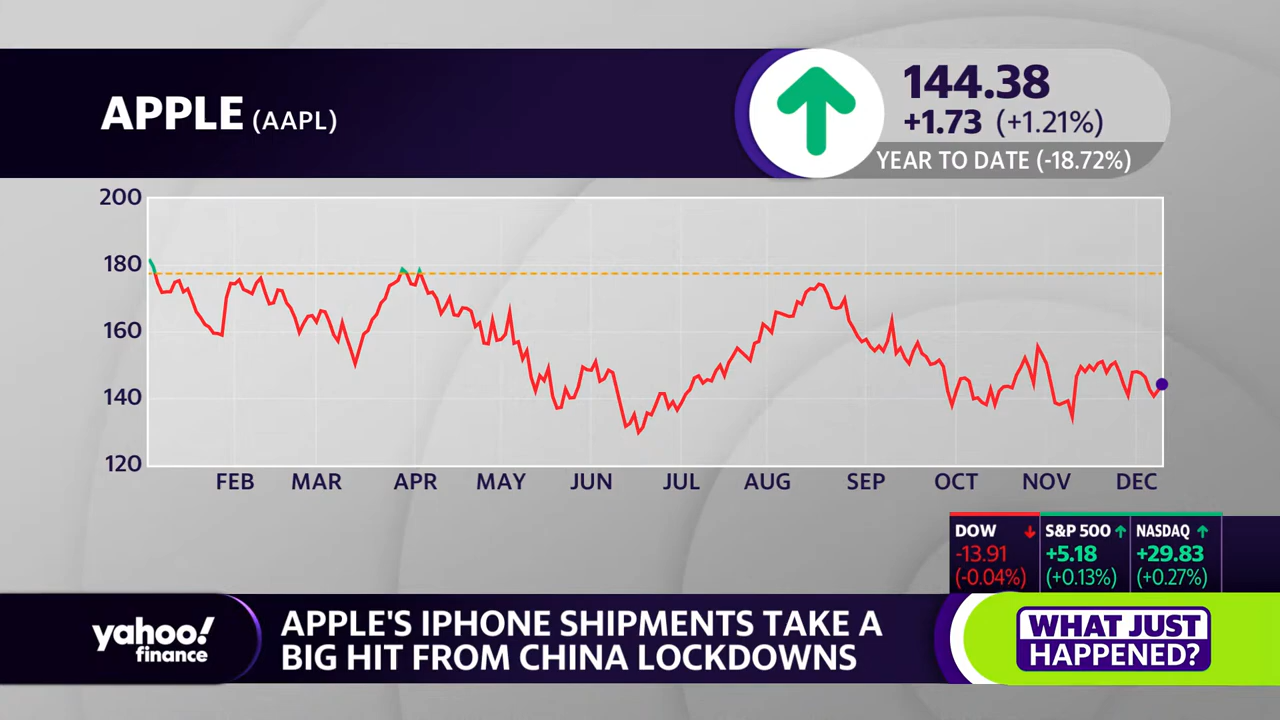 APPLE (AAPL)
144.38
+1.73 (+1.21%)
YEAR TO DATE (-18.72%)
200
180
160
140
120
FEB MAR APR MAY JUN JUL AUG SEP OCT NOV DEC
DOW
-13.91
(-0.04%)
S&P 500
+5.18
(+0.13%)
NASDAQ
+29.83
(+0.27%)
yahoo!
finance
APPLE'S IPHONE SHIPMENTS TAKE A
BIG HIT FROM CHINA LOCKDOWNS
WHAT JUST
HAPPENED?